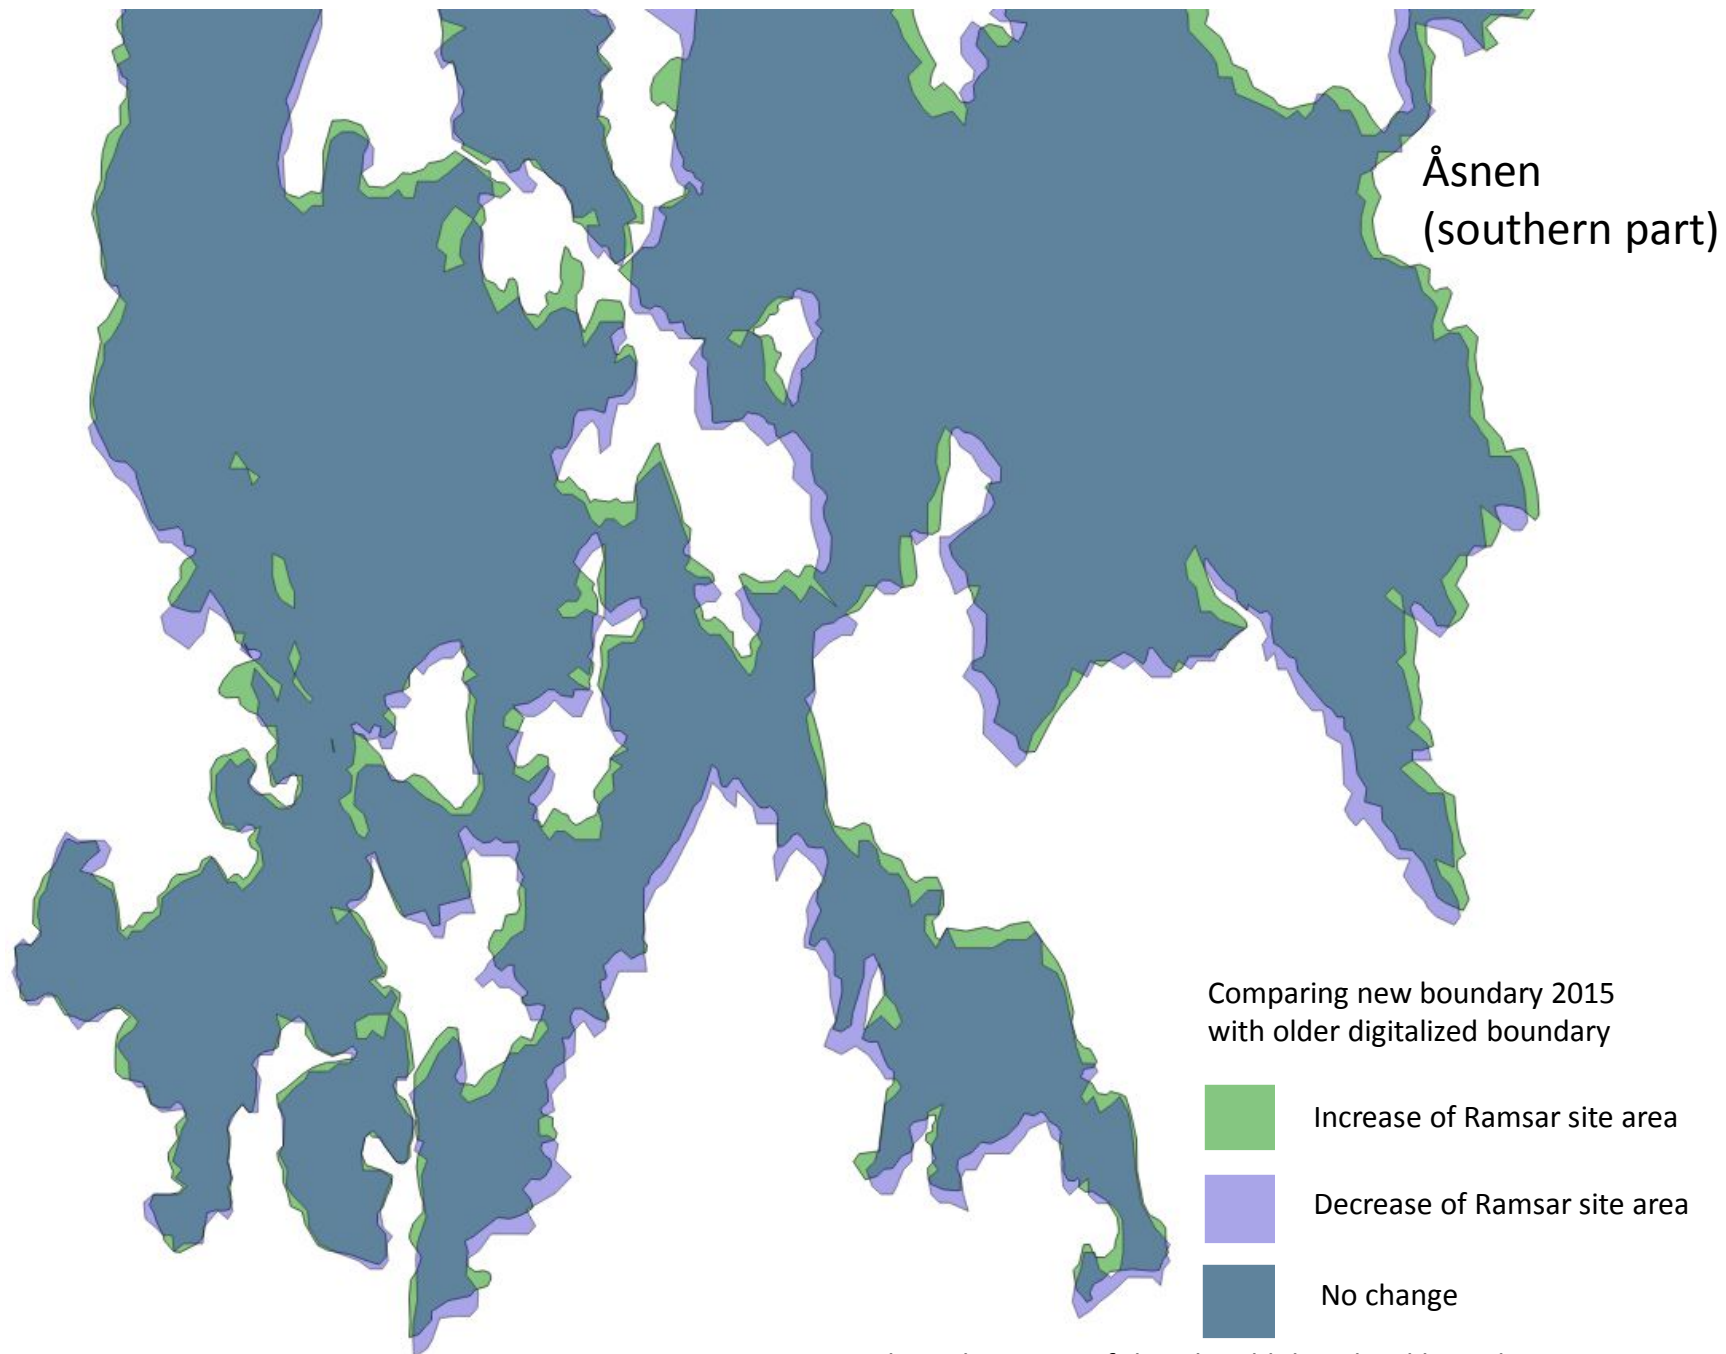 Åsnen
(southern part)
Comparing new boundary 2015
with older digitalized boundary
Increase of Ramsar site area
Decrease of Ramsar site area
No change